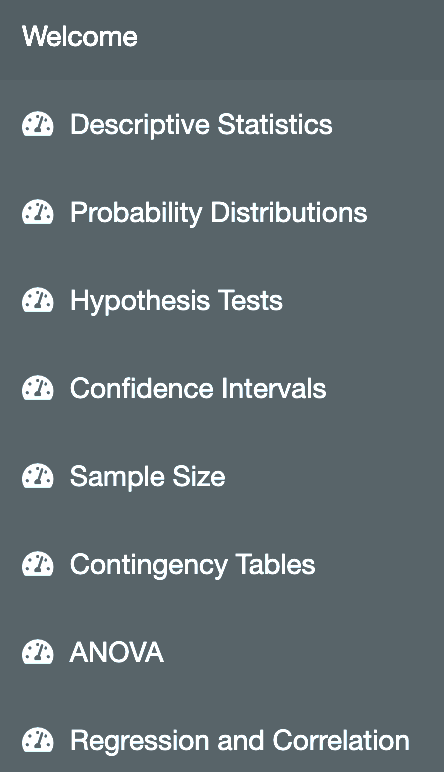 Welcome
Descriptive Statistics
Probability Distributions
Hypothesis Tests
Confidence Intervals
Sample Size
Contingency Tables
ANOVA
Regression and Correlation